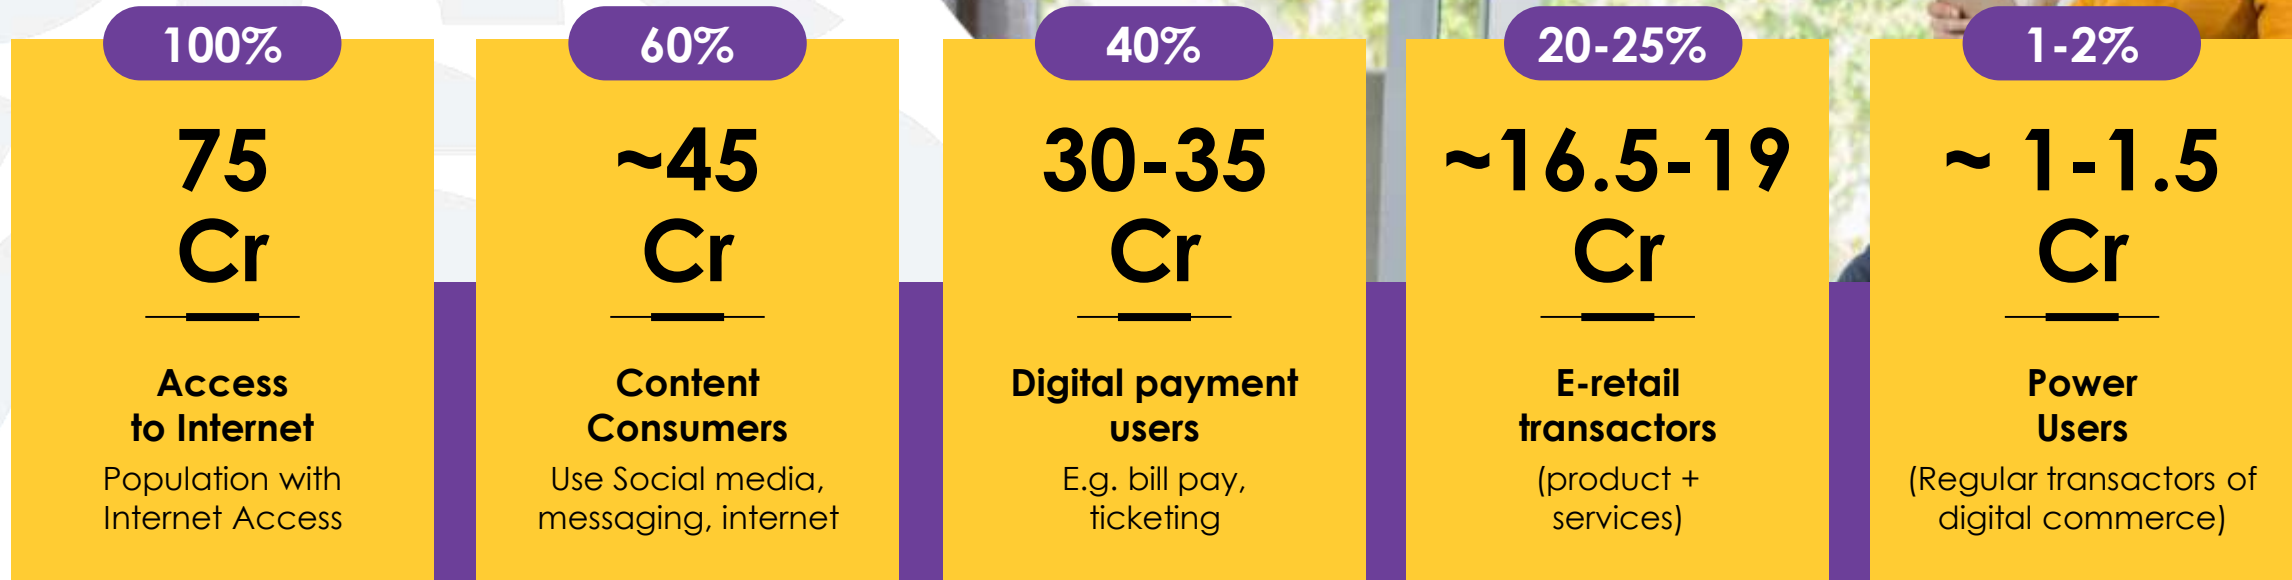 100%
75
Cr
Access
to Internet
Population with
Internet Access
60%
~45
Cr
Content
Consumers
Use Social media,
messaging, internet
40%
30-35
Cr
Digital payment
users
E.g. bill pay,
ticketing
20-25%
~16.5-19
Cr
E-retail
transactors
(product +
services)
1-2%
~ 1-1.5
Cr
Power
Users
(Regular transactors of
digital commerce)